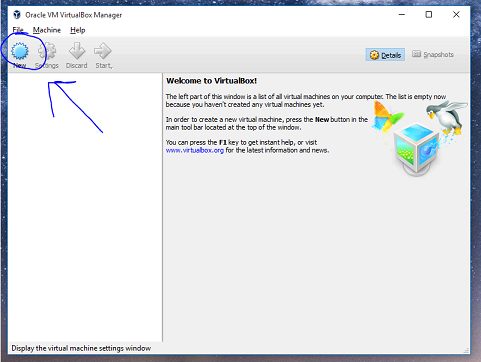 Oracle VM VirtualBox Manager
File Machine Help
New Settings Discard Start, Details Snapshots
Welcome to VirtualBox!
The left part of this window is a list of all virtual machines on your computer. The list is empty now
because you haven't created any virtual machines yet.
In order to create a new virtual machine, press the New button in the
main tool bar located at the top of the window.
You can press the F1 key to get instant help, or visit
www.virtualbox.org for the latest information and news.
Display the virtual machine settings window